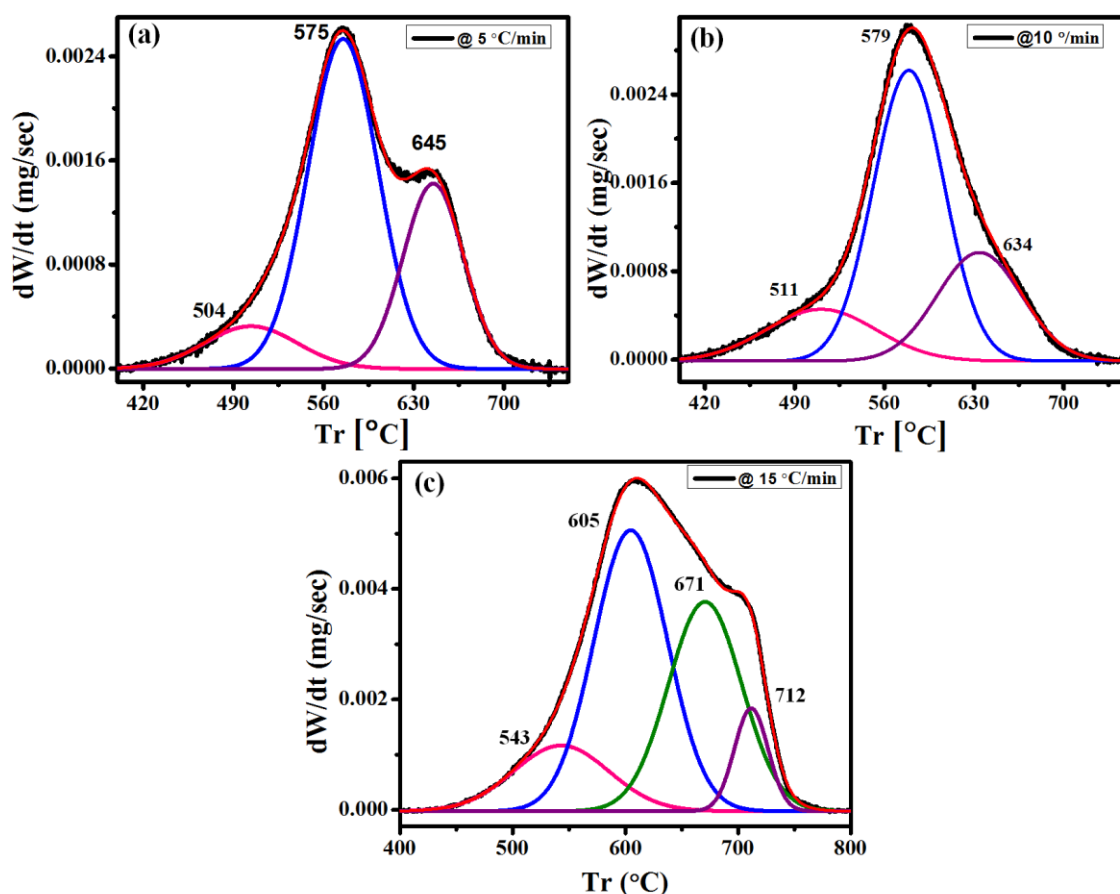 (a)
@ 5 °C/min
575
645
504
0.0024
0.0016
0.0008
0.0000
dW/dt (mg/sec)
420 490 560 630 700
Tr [°C]
(b)
@10 °/min
579
634
511
0.0024
0.0016
0.0008
0.0000
dW/dt (mg/sec)
420 490 560 630 700
Tr [°C]
(c)
@ 15 °C/min
605
671
712
543
0.006
0.004
0.002
0.000
dW/dt (mg/sec)
400 500 600 700 800
Tr (°C)